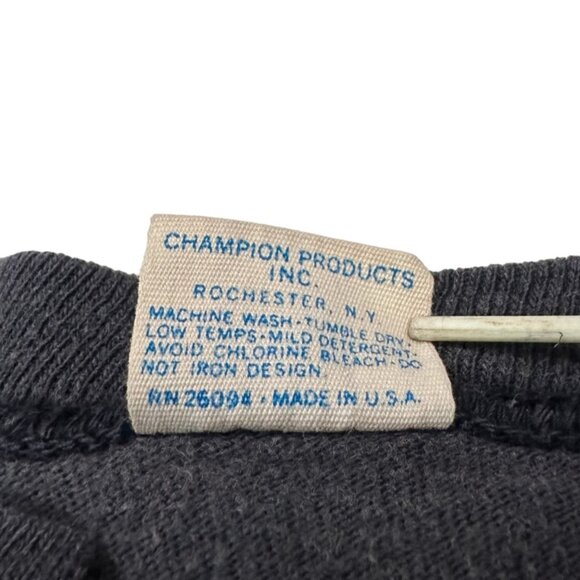 CHAMPION PRODUCTS
INC.
ROCHESTER, N.Y.
MACHINE WASH-TUMBLE DRY,
LOW TEMPS-MILD DETERGENT-
AVOID CHLORINE BLEACH-DO
NOT IRON DESIGN.
RN 26094 • MADE IN U.S.A.